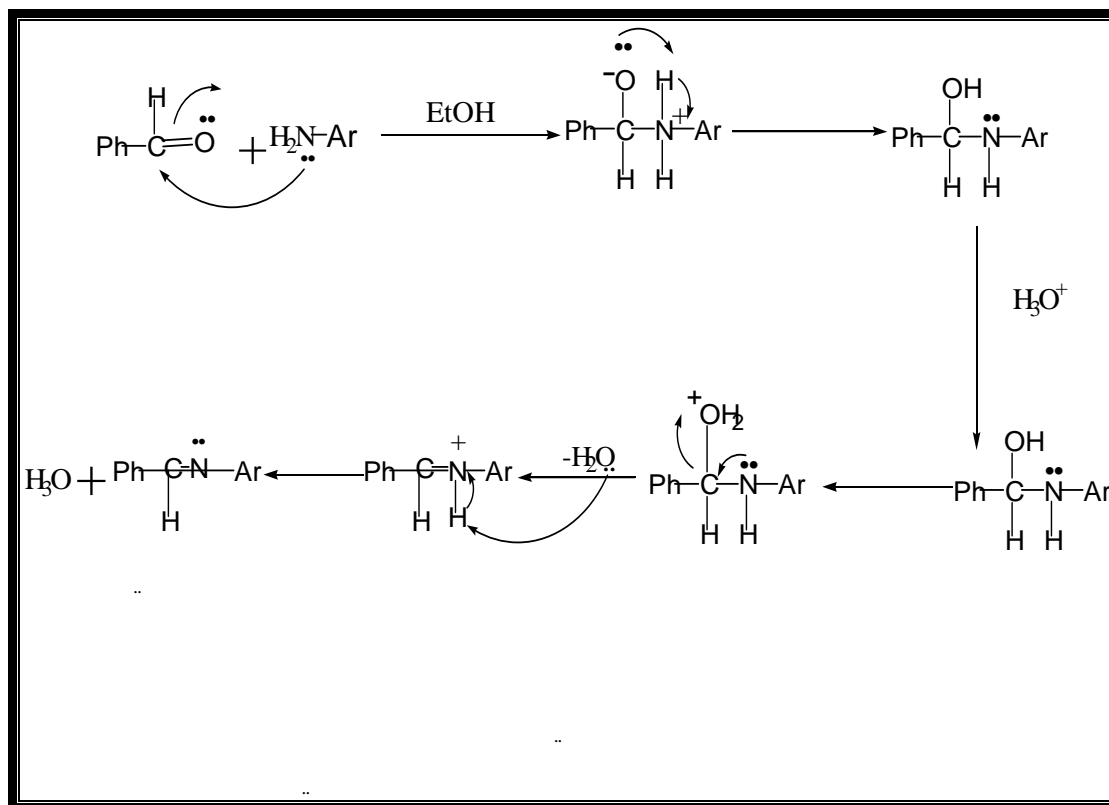 H
Ph C O + H2N Ar
EtOH
-O H
Ph C N + Ar
H H
OH
Ph C N Ar
H H
H3O+
OH
Ph C N Ar
H H
+
OH2
Ph C N Ar
H H
-H2O
+
Ph C N Ar
H H
H3O + Ph C N Ar
H